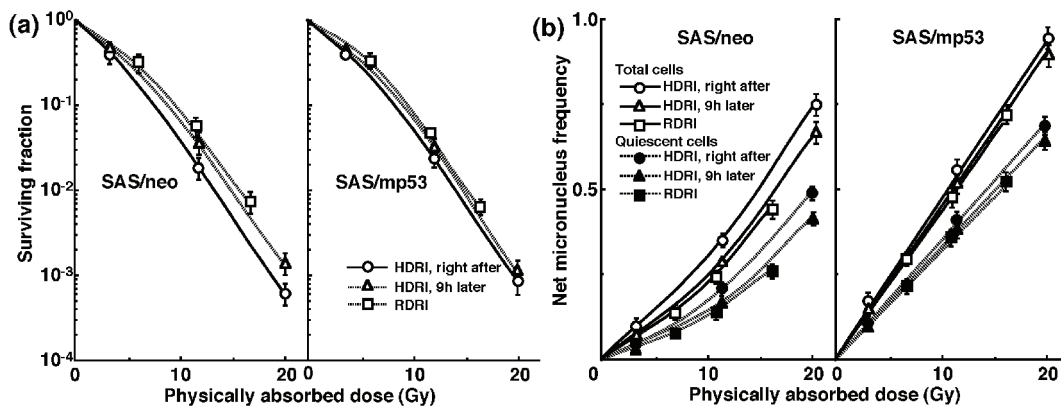 (a)
Surviving fraction
10⁰
10⁻¹
10⁻²
10⁻³
10⁻⁴
SAS/neo
SAS/mp53
HDRI, right after
HDRI, 9h later
RDRI
0 10 20 0 10 20
Physically absorbed dose (Gy)
(b)
Net micronucleus frequency
1.0
0.5
0
SAS/neo
SAS/mp53
Total cells
HDRI, right after
HDRI, 9h later
RDRI
Quiescent cells
HDRI, right after
HDRI, 9h later
RDRI
0 10 20 0 10 20
Physically absorbed dose (Gy)